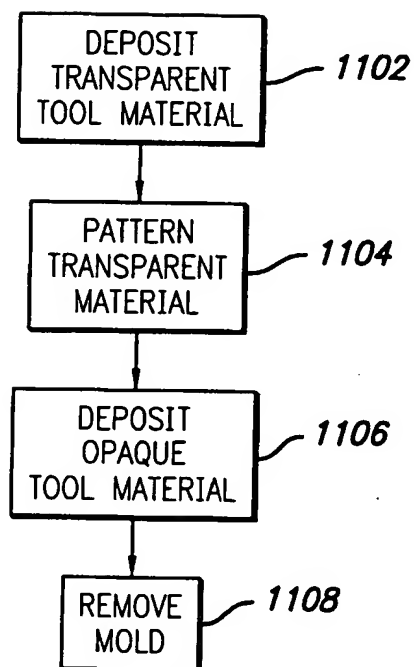 DEPOSIT
TRANSPARENT
TOOL MATERIAL
1102
PATTERN
TRANSPARENT
MATERIAL
1104
DEPOSIT
OPAQUE
TOOL MATERIAL
1106
REMOVE
MOLD
1108